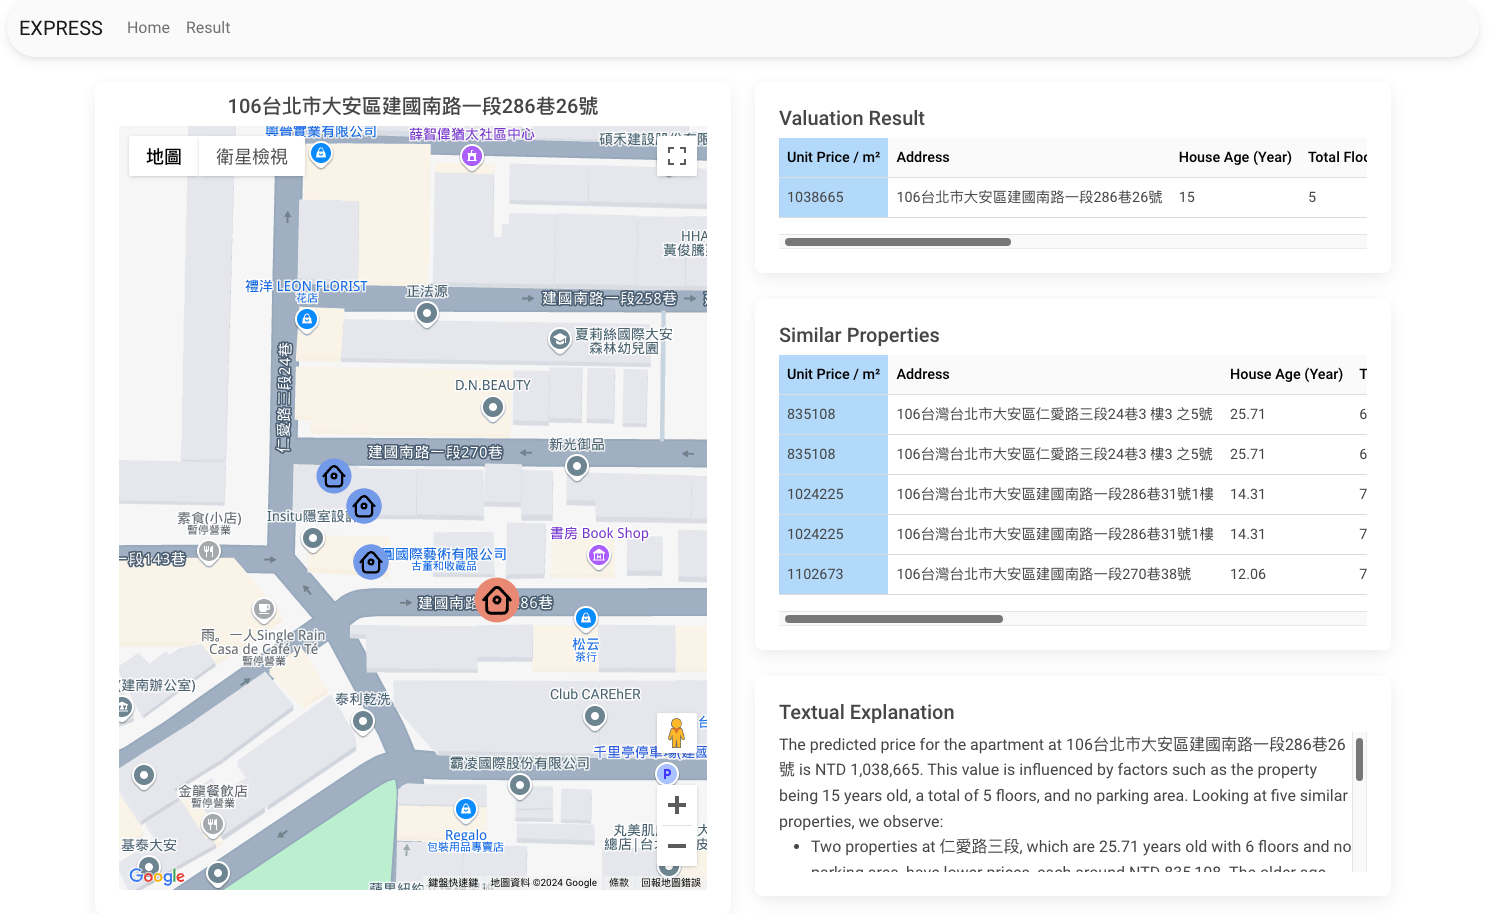 EXPRESS
Home
Result
106台北市大安區建國南路一段286巷26號
地圖
衛星檢視
興晉實業有限公司
薛智偉猶太社區中心
碩禾建設股份有限
HHA
黃俊騰
禮洋 LEON FLORIST
花店
正法源
建國南路一段258巷
夏莉絲國際大安
森林幼兒園
仁愛路三段24巷
D.N.BEAUTY
建國南路一段270巷
新光御品
素食(小店)
暫停營業
Insitu隱室設計
書房 Book Shop
一段143巷
圓國際藝術有限公司
古董和收藏品
建國南路
86巷
松云
茶行
雨。一人Single Rain
Casa de Café y Té
暫停營業
(建南辦公室)
泰利乾洗
Club CAREhER
千里亭停車場(建國
霸凌國際股份有限公司
P
金龍餐飲店
暫停營業
Regalo
包裝用品專賣店
丸美肌
總店|台
基泰大安
Google
鍵盤快速鍵
地圖資料 ©2024 Google
條款
回報地圖錯誤
Valuation Result
Unit Price / m² Address House Age (Year) Total Floo
1038665 106台北市大安區建國南路一段286巷26號 15 5
Similar Properties
Unit Price / m² Address House Age (Year) T
835108 106台灣台北市大安區仁愛路三段24巷3 樓3 之5號 25.71 6
835108 106台灣台北市大安區仁愛路三段24巷3 樓3 之5號 25.71 6
1024225 106台灣台北市大安區建國南路一段286巷31號1樓 14.31 7
1024225 106台灣台北市大安區建國南路一段286巷31號1樓 14.31 7
1102673 106台灣台北市大安區建國南路一段270巷38號 12.06 7
Textual Explanation
The predicted price for the apartment at 106台北市大安區建國南路一段286巷26
號 is NTD 1,038,665. This value is influenced by factors such as the property
being 15 years old, a total of 5 floors, and no parking area. Looking at five similar
properties, we observe:
• Two properties at 仁愛路三段, which are 25.71 years old with 6 floors and no
parking area, have lower prices, each around NTD 835,108. The older age